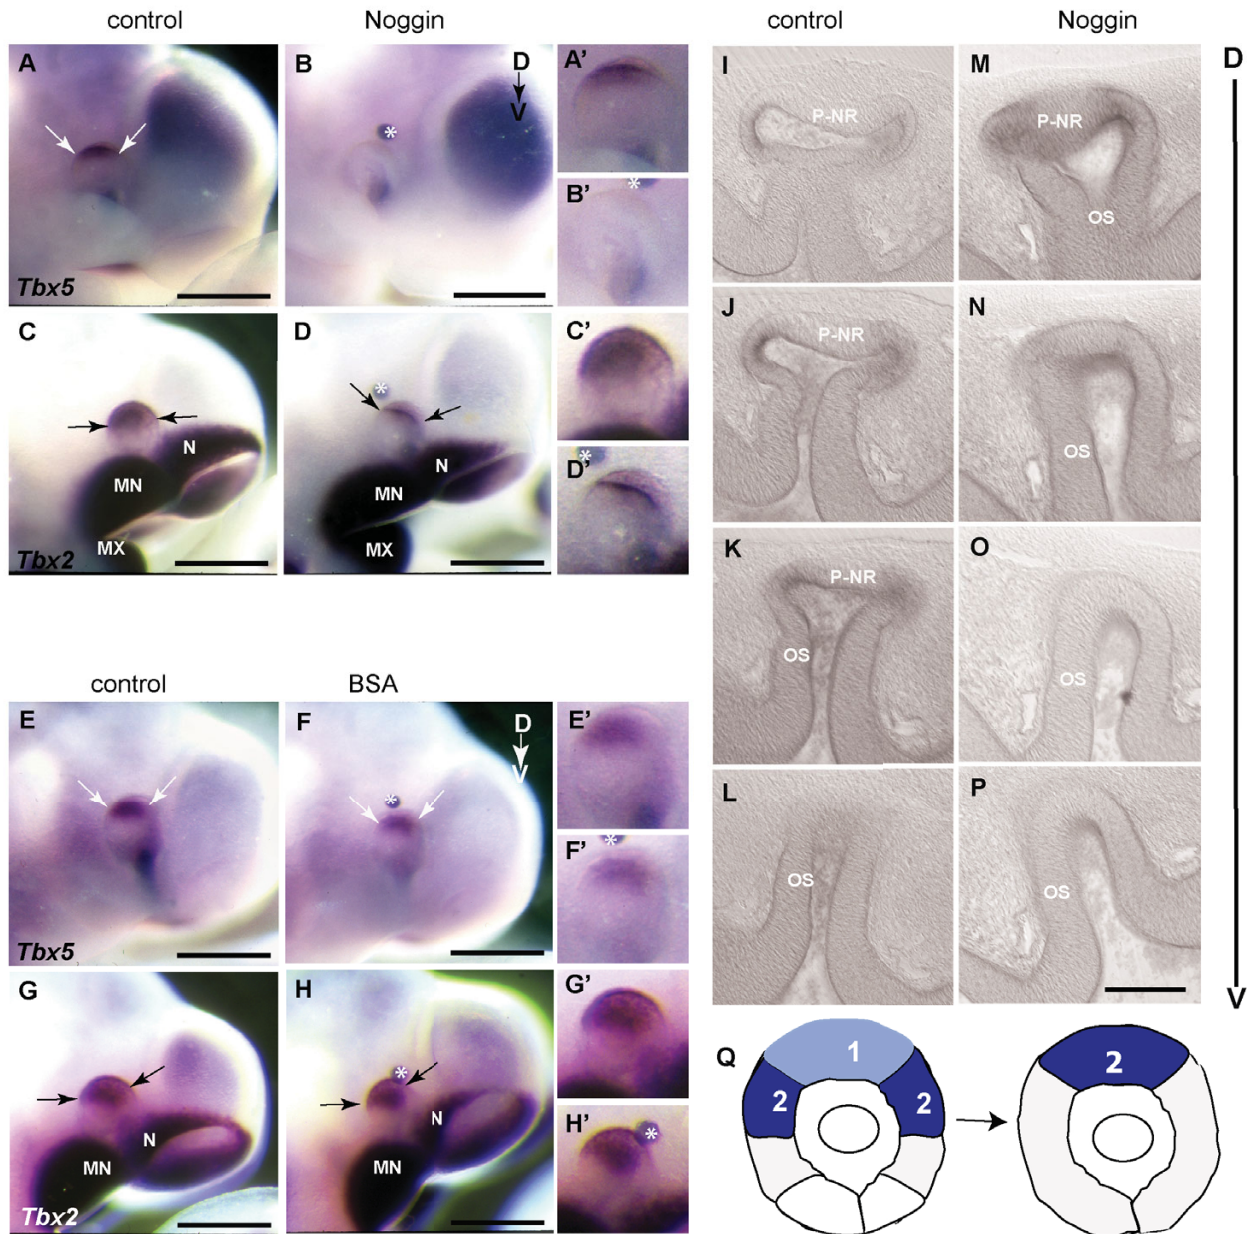 control
Noggin
A
B
D
V
*
Tbx5
A’
B’
*
C
N
MN
MX
Tbx2
D
*
N
MN
MX
C’
D’
*
control
BSA
E
Tbx5
F
D
V
*
E’
F’
*
G
N
MN
Tbx2
H
*
N
MN
G’
H’
*
control
Noggin
I
P-NR
M
P-NR
OS
D
J
P-NR
N
OS
K
P-NR
OS
O
OS
L
OS
P
OS
V
Q
1
2
2
2